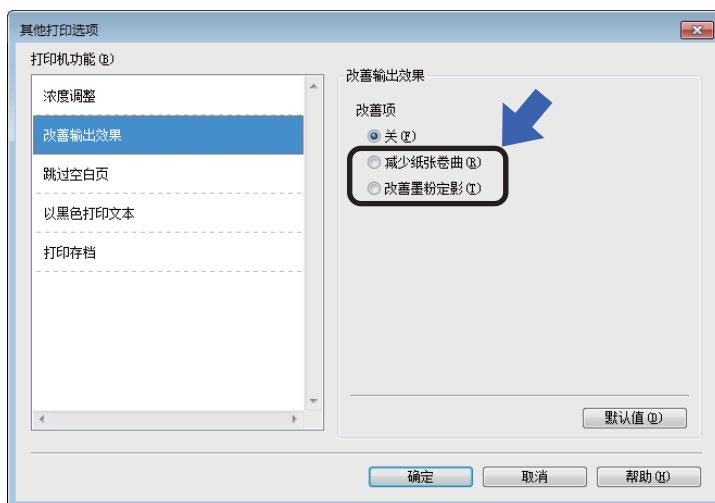 其他打印选项
打印机功能(R)
浓度调整
改善输出效果
跳过空白页
以黑色打印文本
打印存档
改善输出效果
改善项
关(F)
减少纸张卷曲(R)
改善墨粉定影(T)
默认值(D)
确定
取消
帮助(H)